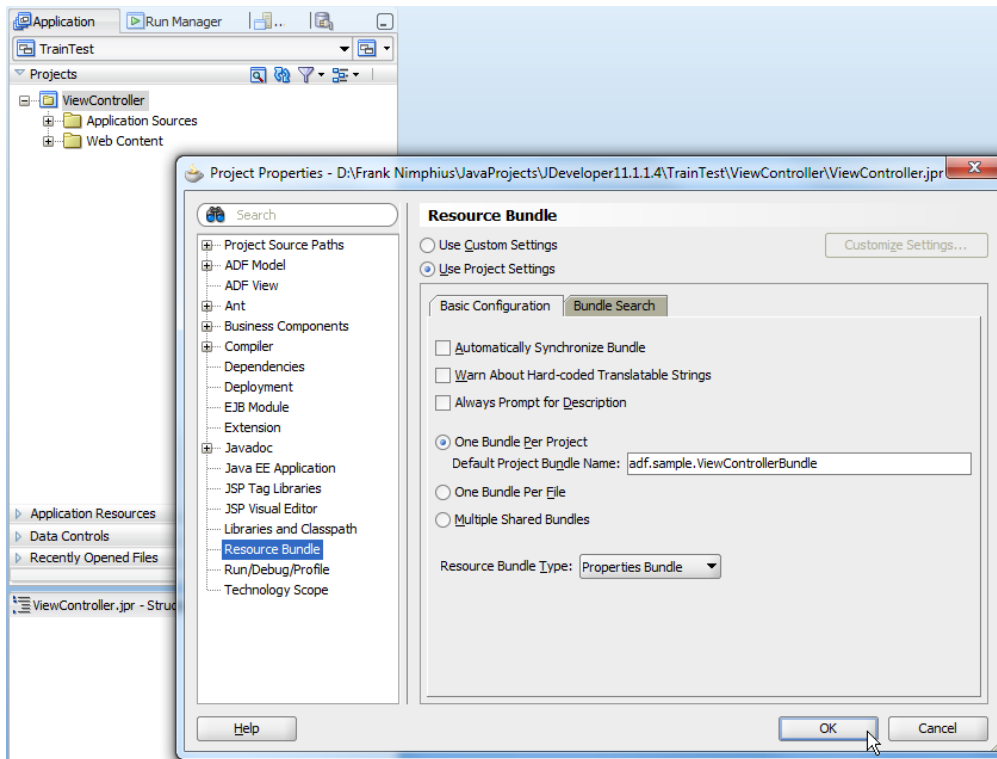 Application
Run Manager
TrainTest
Projects
ViewController
Application Sources
Web Content
Application Resources
Data Controls
Recently Opened Files
ViewController.jpr - Struc
Project Properties - D:\Frank Nimphius\JavaProjects\JDeveloper11.1.1.4\TrainTest\ViewController\ViewController.jpr
Search
Project Source Paths
ADF Model
ADF View
Ant
Business Components
Compiler
Dependencies
Deployment
EJB Module
Extension
Javadoc
Java EE Application
JSP Tag Libraries
JSP Visual Editor
Libraries and Classpath
Resource Bundle
Run/Debug/Profile
Technology Scope
Resource Bundle
Use Custom Settings
Customize Settings...
Use Project Settings
Basic Configuration
Bundle Search
Automatically Synchronize Bundle
Warn About Hard-coded Translatable Strings
Always Prompt for Description
One Bundle Per Project
Default Project Bundle Name: adf.sample.ViewControllerBundle
One Bundle Per File
Multiple Shared Bundles
Resource Bundle Type: Properties Bundle
Help
OK
Cancel